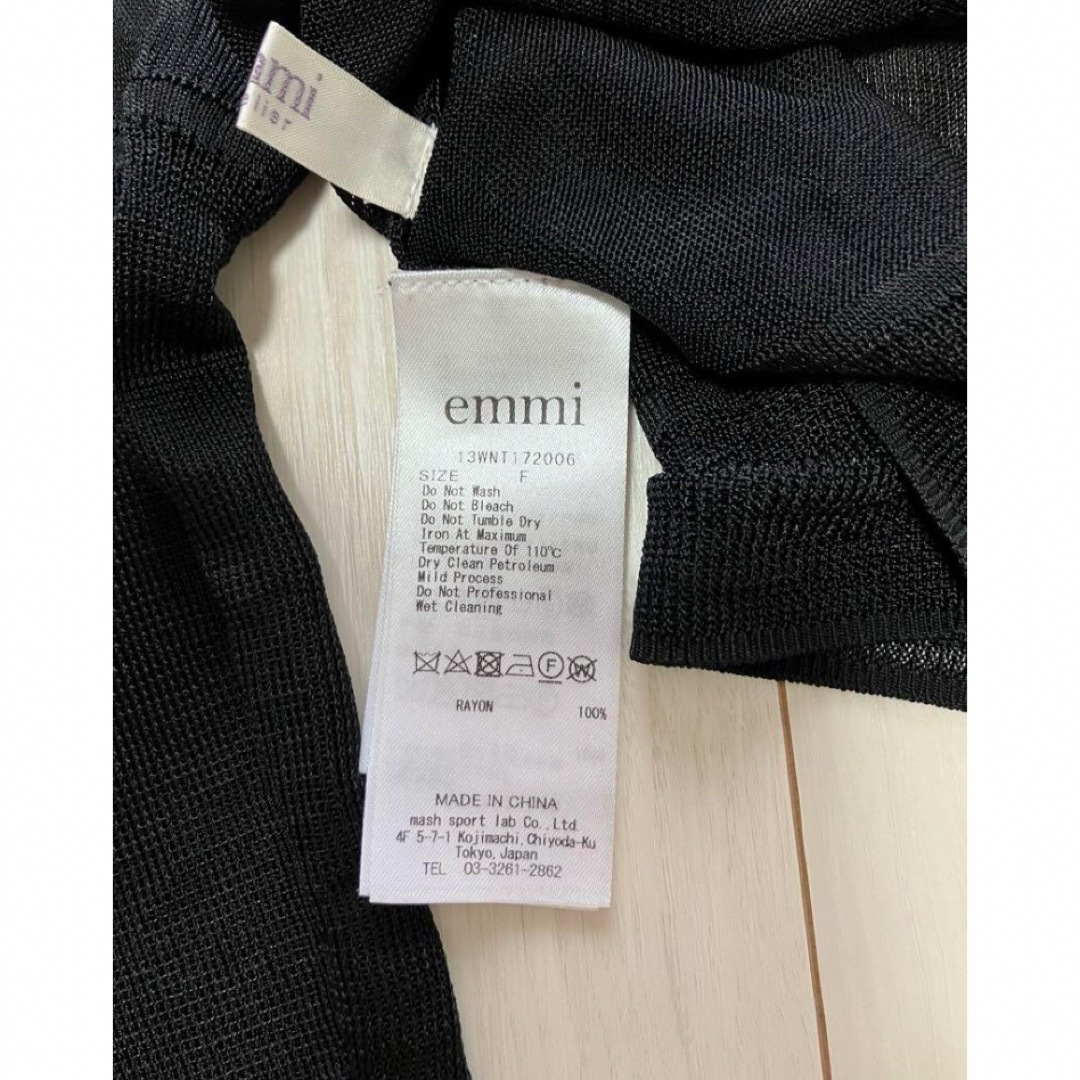 emmi
13WNT172006
SIZE F
Do Not Wash
Do Not Bleach
Do Not Tumble Dry
Iron At Maximum
Temperature Of 110℃
Dry Clean Petroleum
Mild Process
Do Not Professional
Wet Cleaning
F W
RAYON 100%
MADE IN CHINA
mash sport lab Co.,Ltd.
4F 5-7-1 Kojimachi,Chiyoda-Ku
Tokyo,Japan
TEL 03-3261-2862